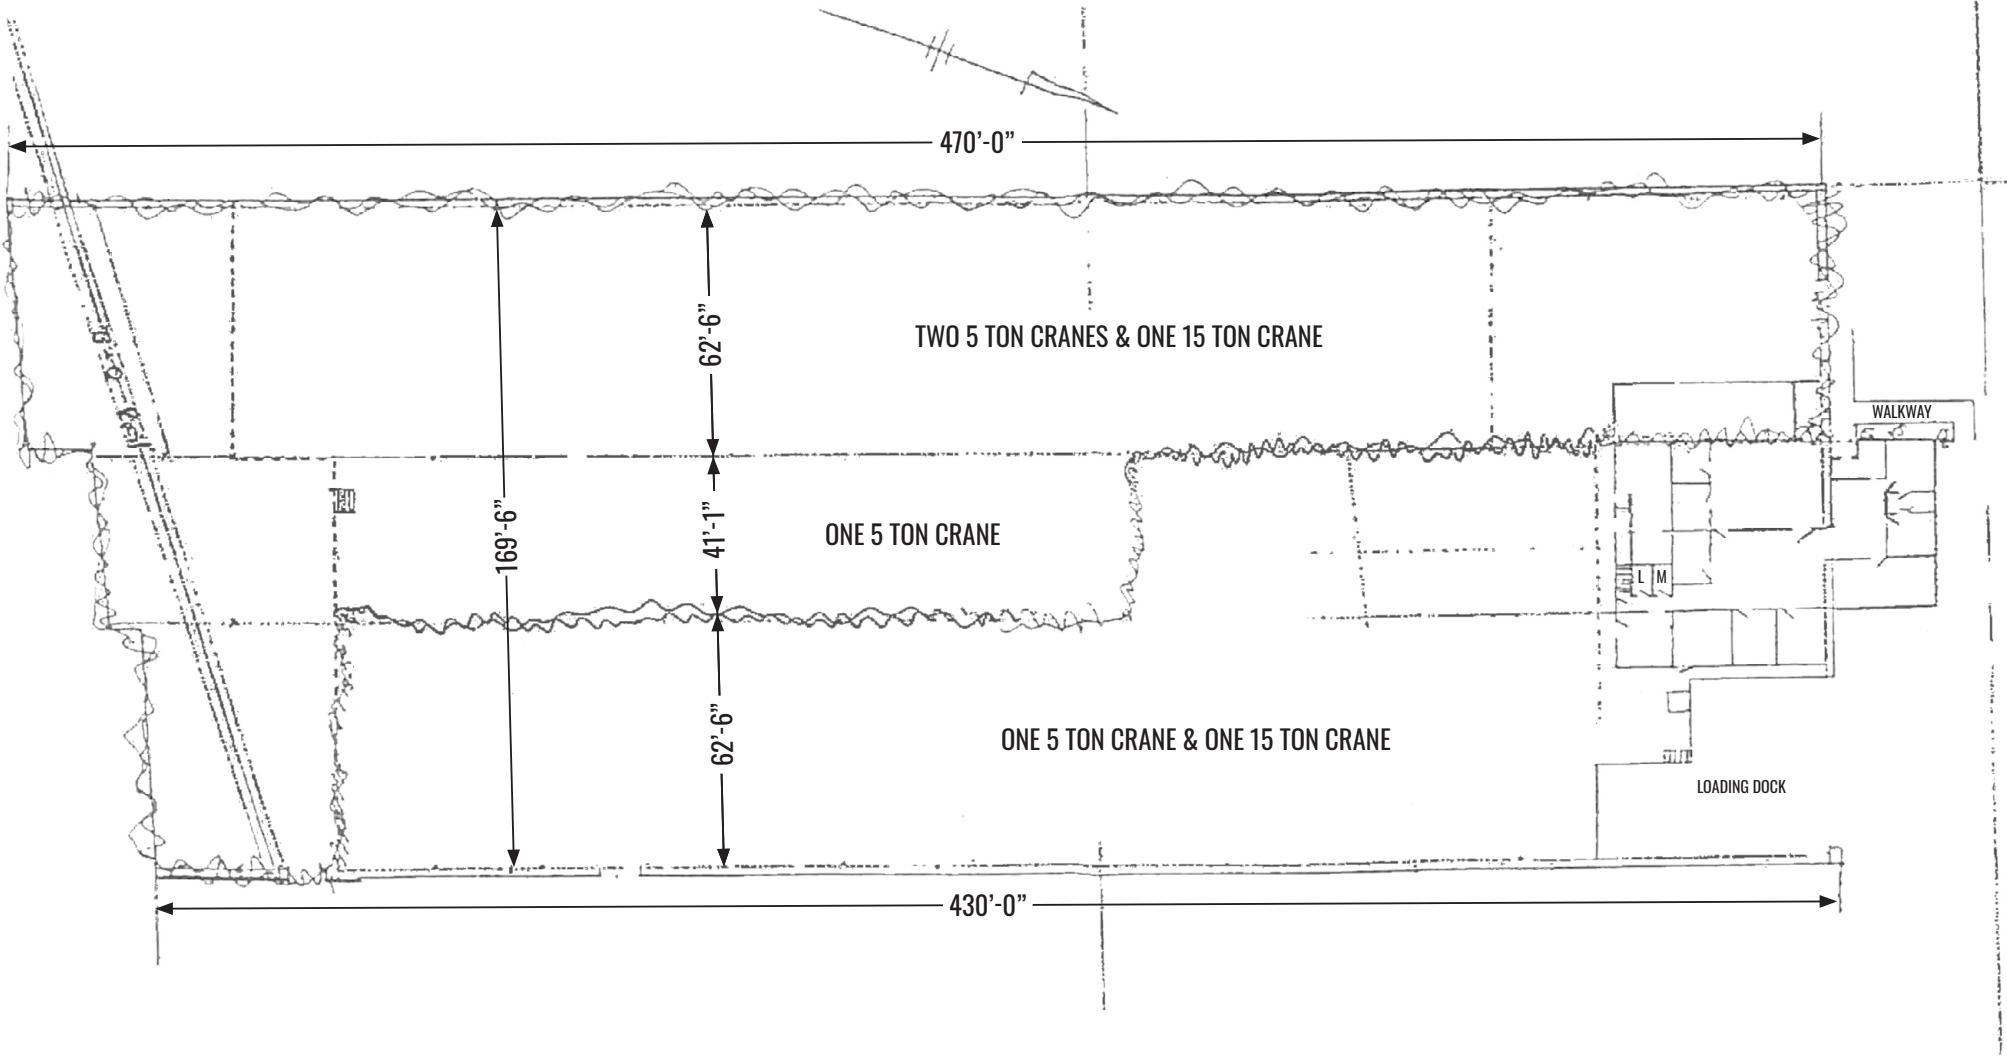 470’-0”
62’-6”
TWO 5 TON CRANES & ONE 15 TON CRANE
WALKWAY
169’-6”
41’-1”
ONE 5 TON CRANE
L M
62’-6”
ONE 5 TON CRANE & ONE 15 TON CRANE
LOADING DOCK
430’-0”